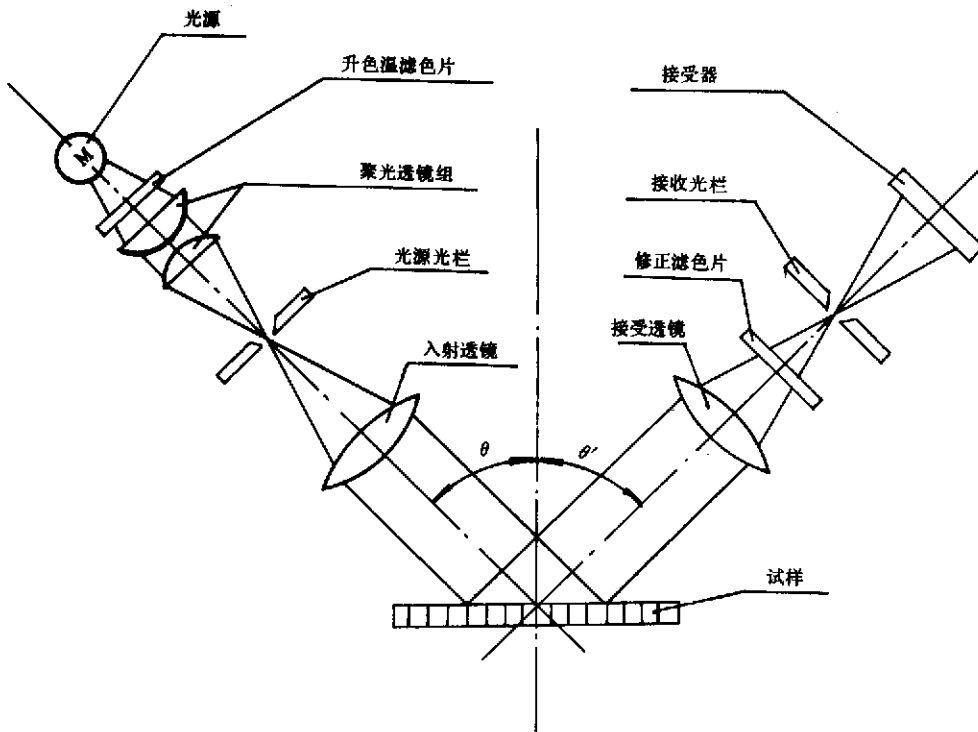 光源
升色温滤色片
接受器
M
聚光透镜组
接收光栏
光源光栏
修正滤色片
入射透镜
接受透镜
θ
θ′
试样